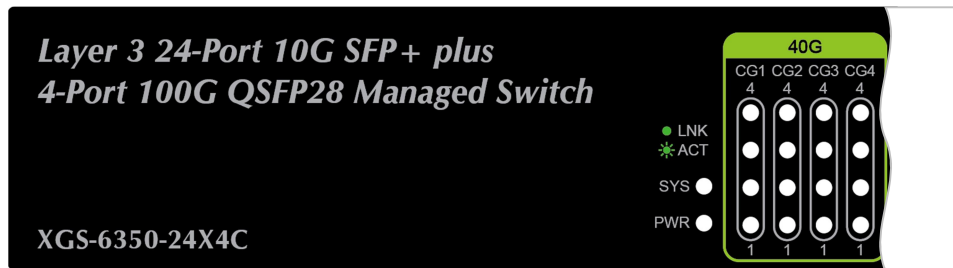 Layer 3 24-Port 10G SFP+ plus
4-Port 100G QSFP28 Managed Switch
40G
CG1 CG2 CG3 CG4
4 4 4 4
LNK
ACT
SYS
PWR
1 1 1 1
XGS-6350-24X4C